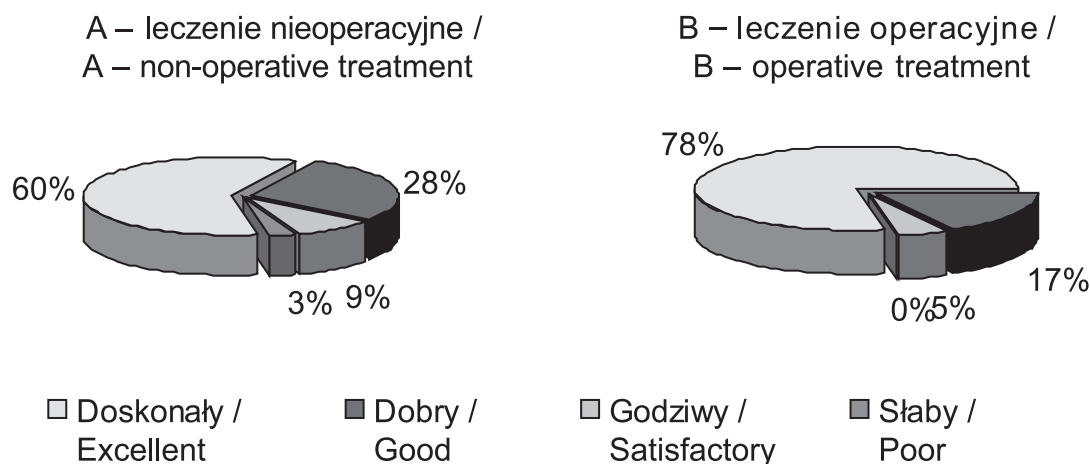 A – leczenie nieoperacyjne /
A – non-operative treatment
B – leczenie operacyjne /
B – operative treatment
60%
28%
3%
9%
78%
17%
0%
5%
Doskonały /
Excellent
Dobry /
Good
Godziwy /
Satisfactory
Słaby /
Poor